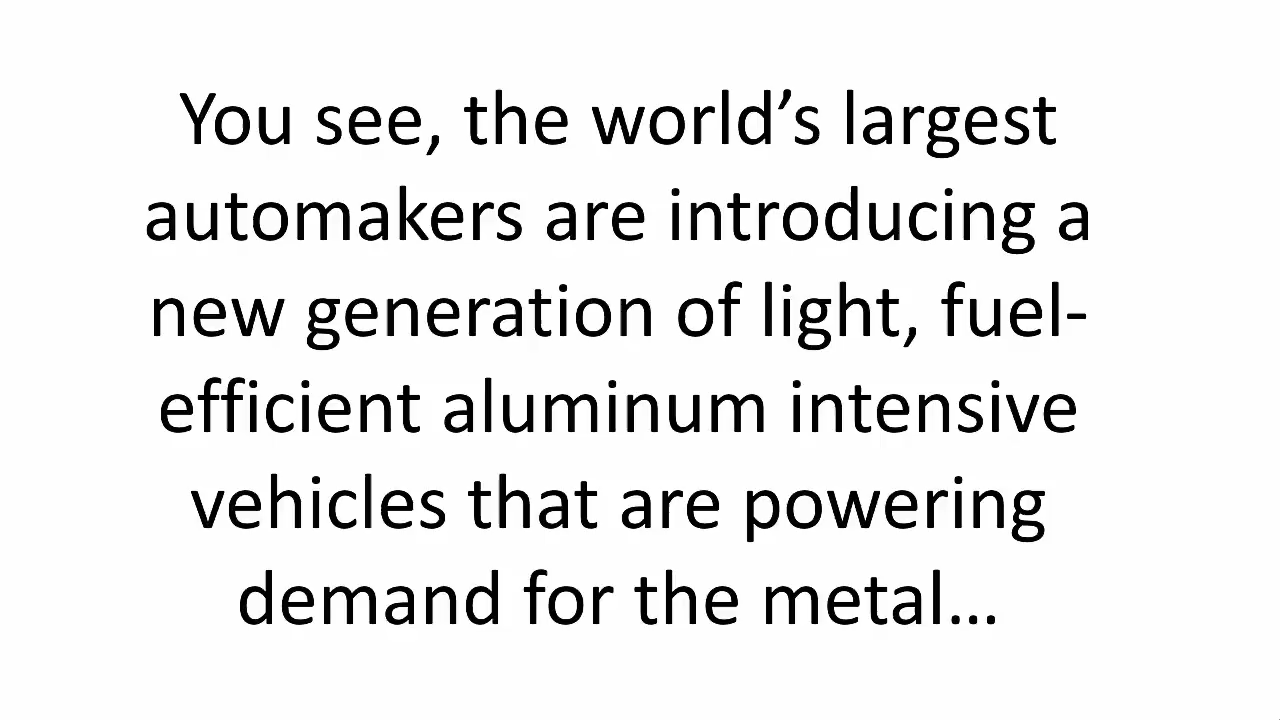 You see, the world’s largest
automakers are introducing a
new generation of light, fuel-
efficient aluminum intensive
vehicles that are powering
demand for the metal…